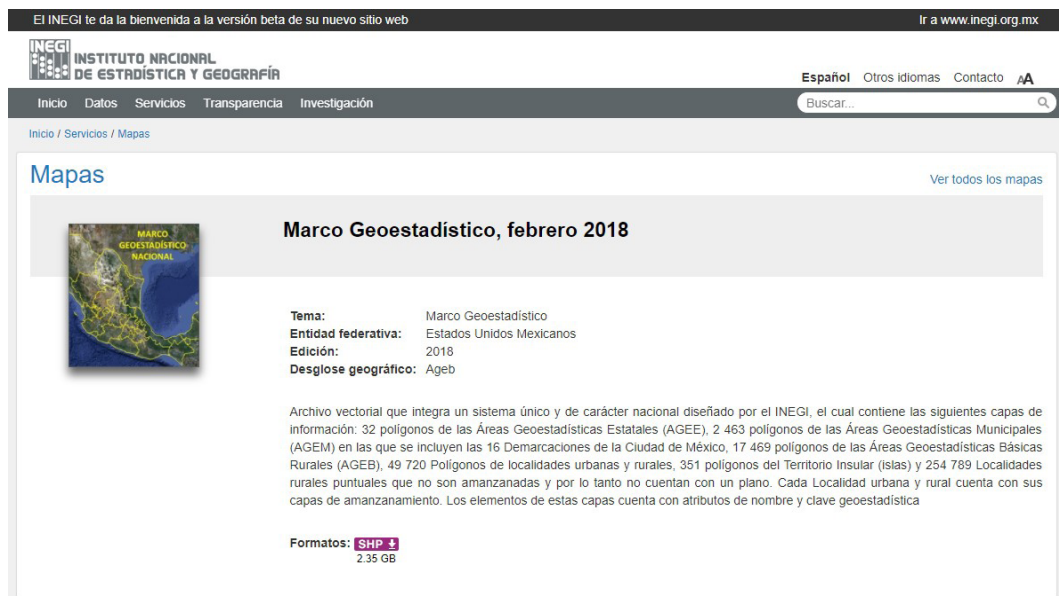 El INEGI te da la bienvenida a la versión beta de su nuevo sitio web
Ir a www.inegi.org.mx
INEGI
INSTITUTO NACIONAL
DE ESTADÍSTICA Y GEOGRAFÍA
Español Otros idiomas Contacto AA
Inicio Datos Servicios Transparencia Investigación
Buscar...
Inicio / Servicios / Mapas
Mapas
Ver todos los mapas
MARCO
GEOESTADÍSTICO
NACIONAL
Marco Geoestadístico, febrero 2018
Tema: Marco Geoestadístico
Entidad federativa: Estados Unidos Mexicanos
Edición: 2018
Desglose geográfico: Ageb
Archivo vectorial que integra un sistema único y de carácter nacional diseñado por el INEGI, el cual contiene las siguientes capas de
información: 32 polígonos de las Áreas Geoestadísticas Estatales (AGEE), 2 463 polígonos de las Áreas Geoestadísticas Municipales
(AGEM) en las que se incluyen las 16 Demarcaciones de la Ciudad de México, 17 469 polígonos de las Áreas Geoestadísticas Básicas
Rurales (AGEB), 49 720 Polígonos de localidades urbanas y rurales, 351 polígonos del Territorio Insular (islas) y 254 789 Localidades
rurales puntuales que no son amanzanadas y por lo tanto no cuentan con un plano. Cada Localidad urbana y rural cuenta con sus
capas de amanzanamiento. Los elementos de estas capas cuenta con atributos de nombre y clave geoestadística
Formatos: SHP
2.35 GB